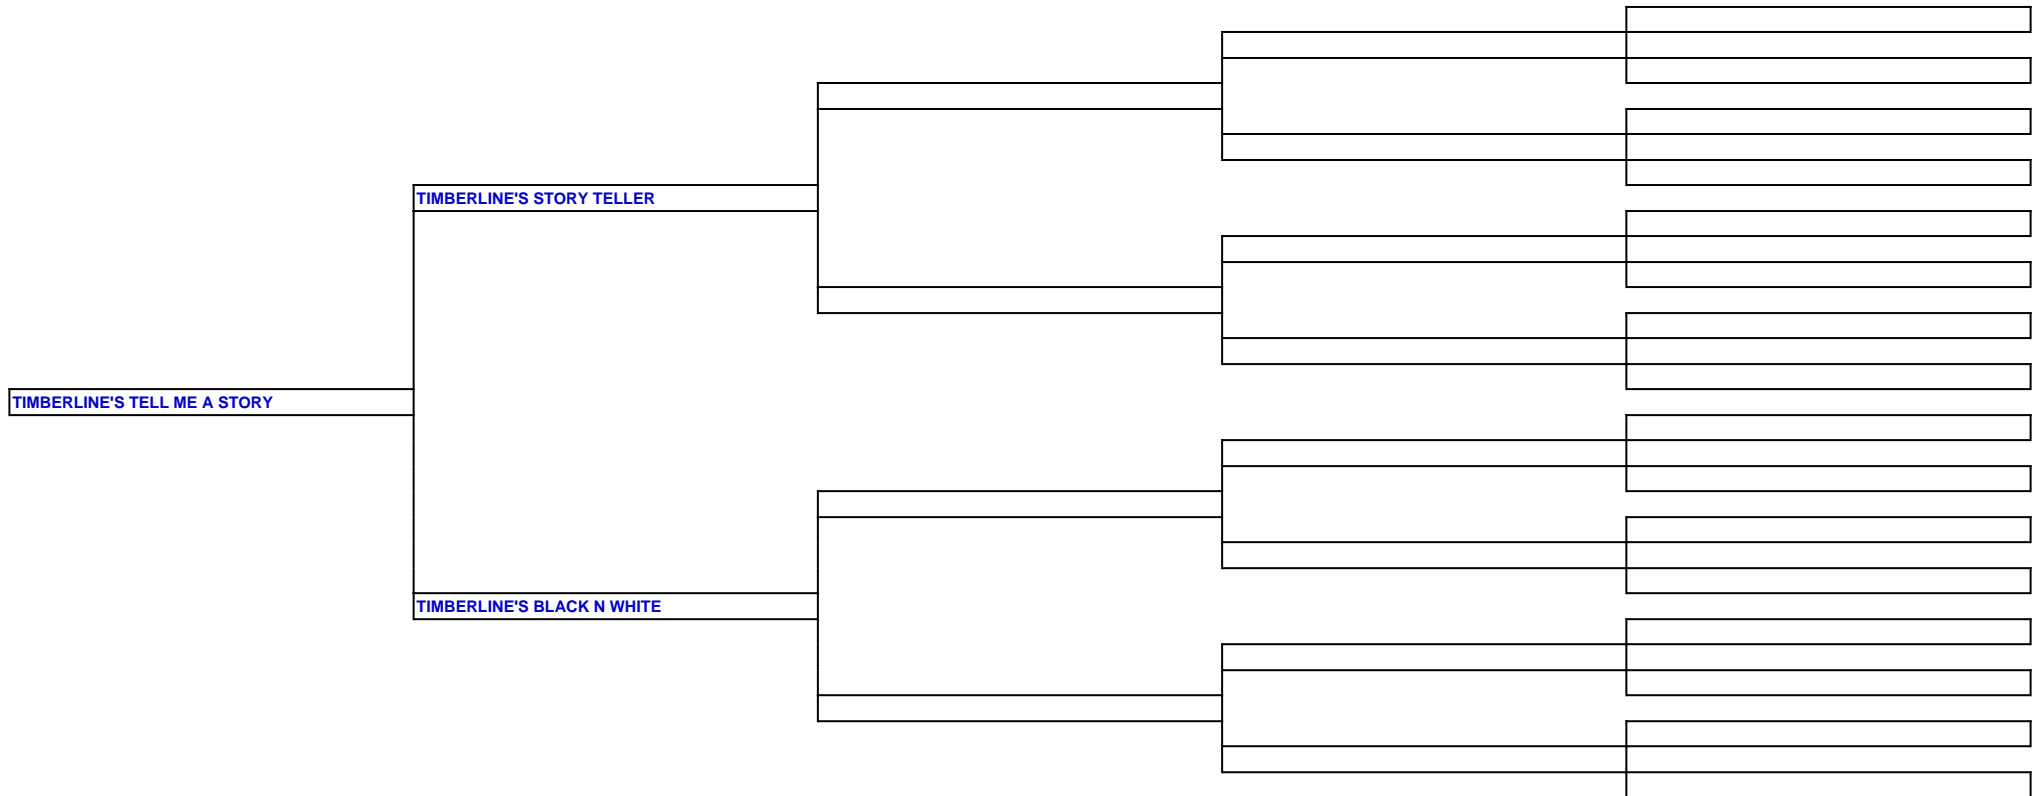 TIMBERLINE'S STORY TELLER
TIMBERLINE'S TELL ME A STORY
TIMBERLINE'S BLACK N WHITE